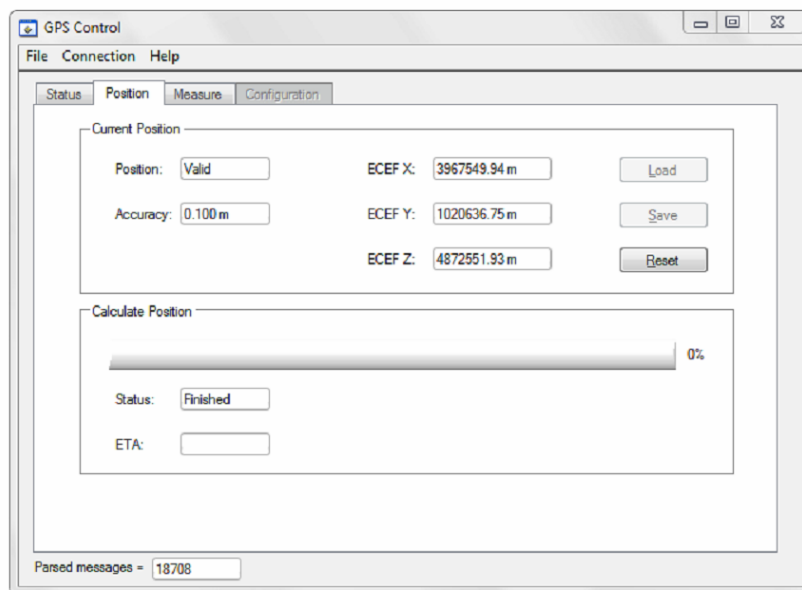 GPS Control
File Connection Help
Status Position Measure Configuration
Current Position
Position: Valid ECEF X: 3967549.94 m Load
Accuracy: 0.100 m ECEF Y: 1020636.75 m Save
ECEF Z: 4872551.93 m Reset
Calculate Position
0%
Status: Finished
ETA:
Parsed messages = 18708